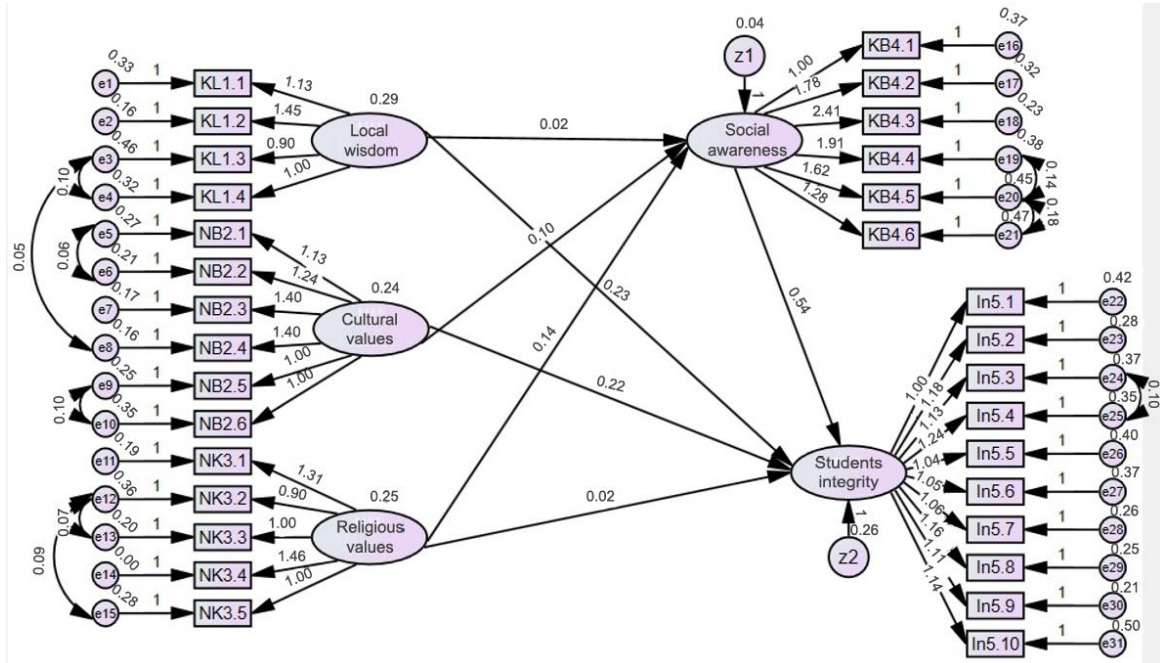 0.33
e1
1
KL1.1
1.13
0.16
e2
1
KL1.2
1.45
0.46
e3
1
KL1.3
0.90
0.32
e4
1
KL1.4
1.00
0.10
0.29
Local
wisdom
0.05
0.27
e5
1
NB2.1
1.13
0.21
e6
1
NB2.2
1.24
0.06
0.17
e7
1
NB2.3
1.40
0.16
e8
1
NB2.4
1.40
0.25
e9
1
NB2.5
1.00
0.35
e10
1
NB2.6
1.00
0.10
0.24
Cultural
values
0.19
e11
1
NK3.1
1.31
0.36
e12
1
NK3.2
0.90
0.20
e13
1
NK3.3
1.00
0.00
e14
1
NK3.4
1.46
0.28
e15
1
NK3.5
1.00
0.07
0.09
0.25
Religious
values
0.02
0.10
0.23
0.14
0.22
0.02
0.54
0.04
z1
1
Social
awareness
1.00
KB4.1
1
0.37
e16
1.78
KB4.2
1
0.32
e17
2.41
KB4.3
1
0.23
e18
1.91
KB4.4
1
0.38
e19
1.62
KB4.5
1
0.45
e20
1.28
KB4.6
1
0.47
e21
0.14
0.18
Students
integrity
1
0.26
z2
1.00
In5.1
1
0.42
e22
1.18
In5.2
1
0.28
e23
1.13
In5.3
1
0.37
e24
1.24
In5.4
1
0.35
e25
0.10
1.04
In5.5
1
0.40
e26
1.05
In5.6
1
0.37
e27
1.06
In5.7
1
0.26
e28
1.16
In5.8
1
0.25
e29
1.11
In5.9
1
0.21
e30
1.14
In5.10
1
0.50
e31